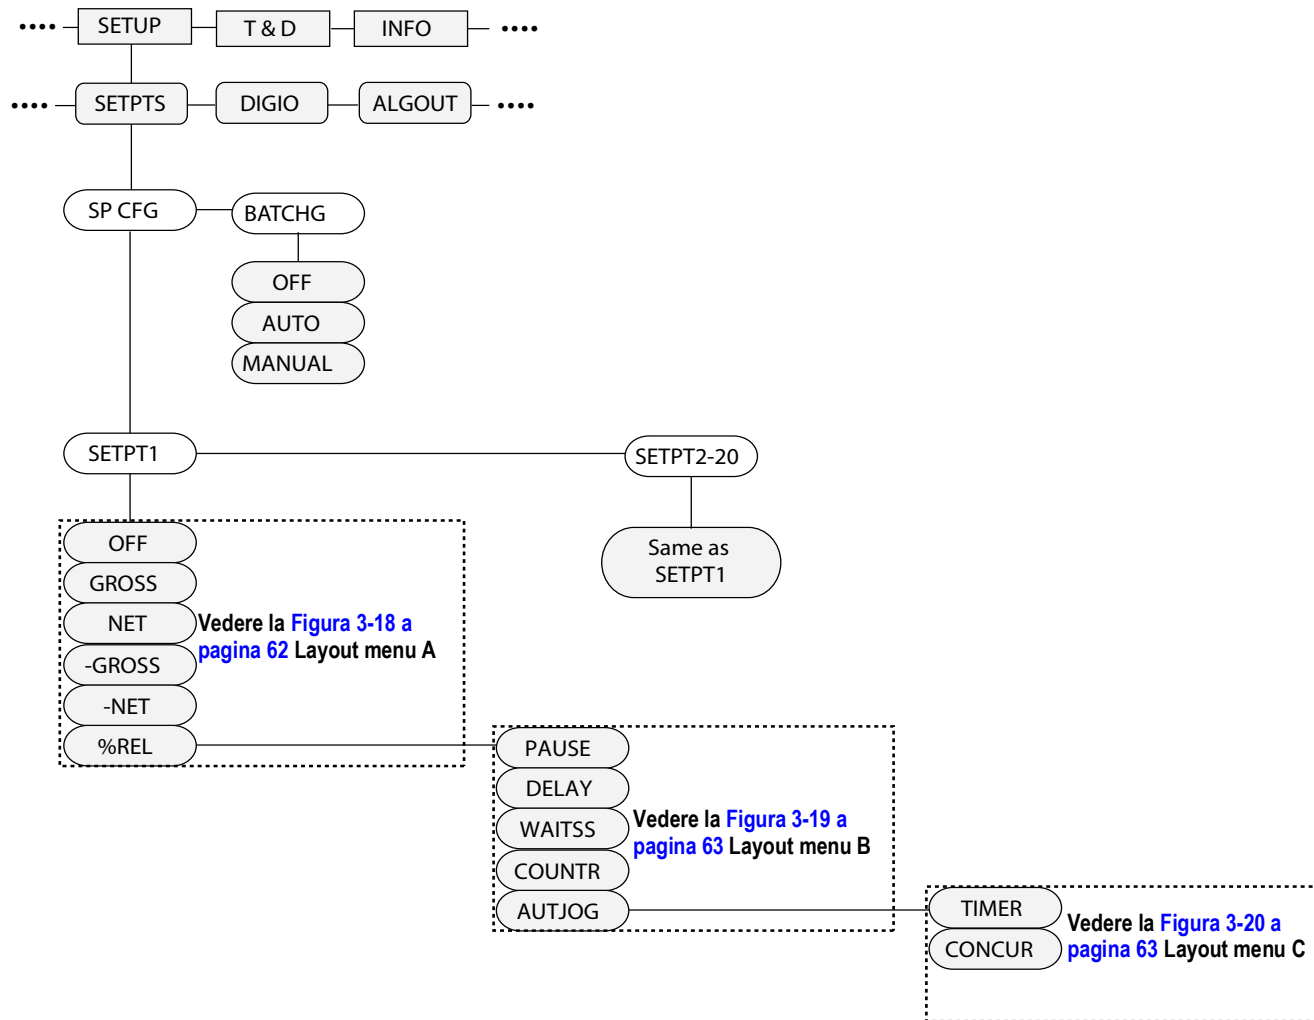 •••• SETUP T & D INFO ••••
•••• SETPTS DIGIO ALGOUT ••••
SP CFG BATCHG
OFF
AUTO
MANUAL
SETPT1 SETPT2-20
Same as
SETPT1
OFF
GROSS
NET
-GROSS
-NET
%REL
Vedere la Figura 3-18 a
pagina 62 Layout menu A
PAUSE
DELAY
WAITSS
COUNTR
AUTJOG
Vedere la Figura 3-19 a
pagina 63 Layout menu B
TIMER
CONCUR
Vedere la Figura 3-20 a
pagina 63 Layout menu C